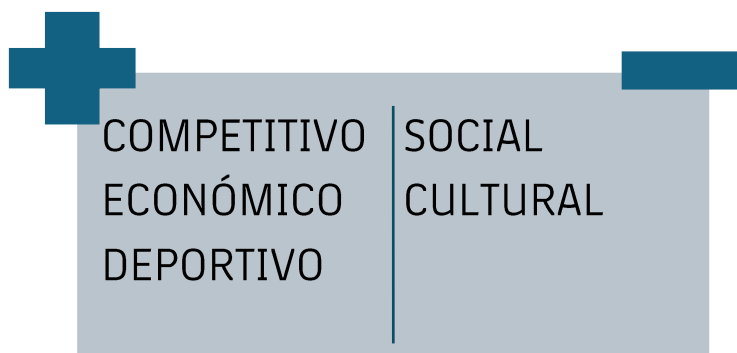 COMPETITIVO
ECONÓMICO
DEPORTIVO
SOCIAL
CULTURAL